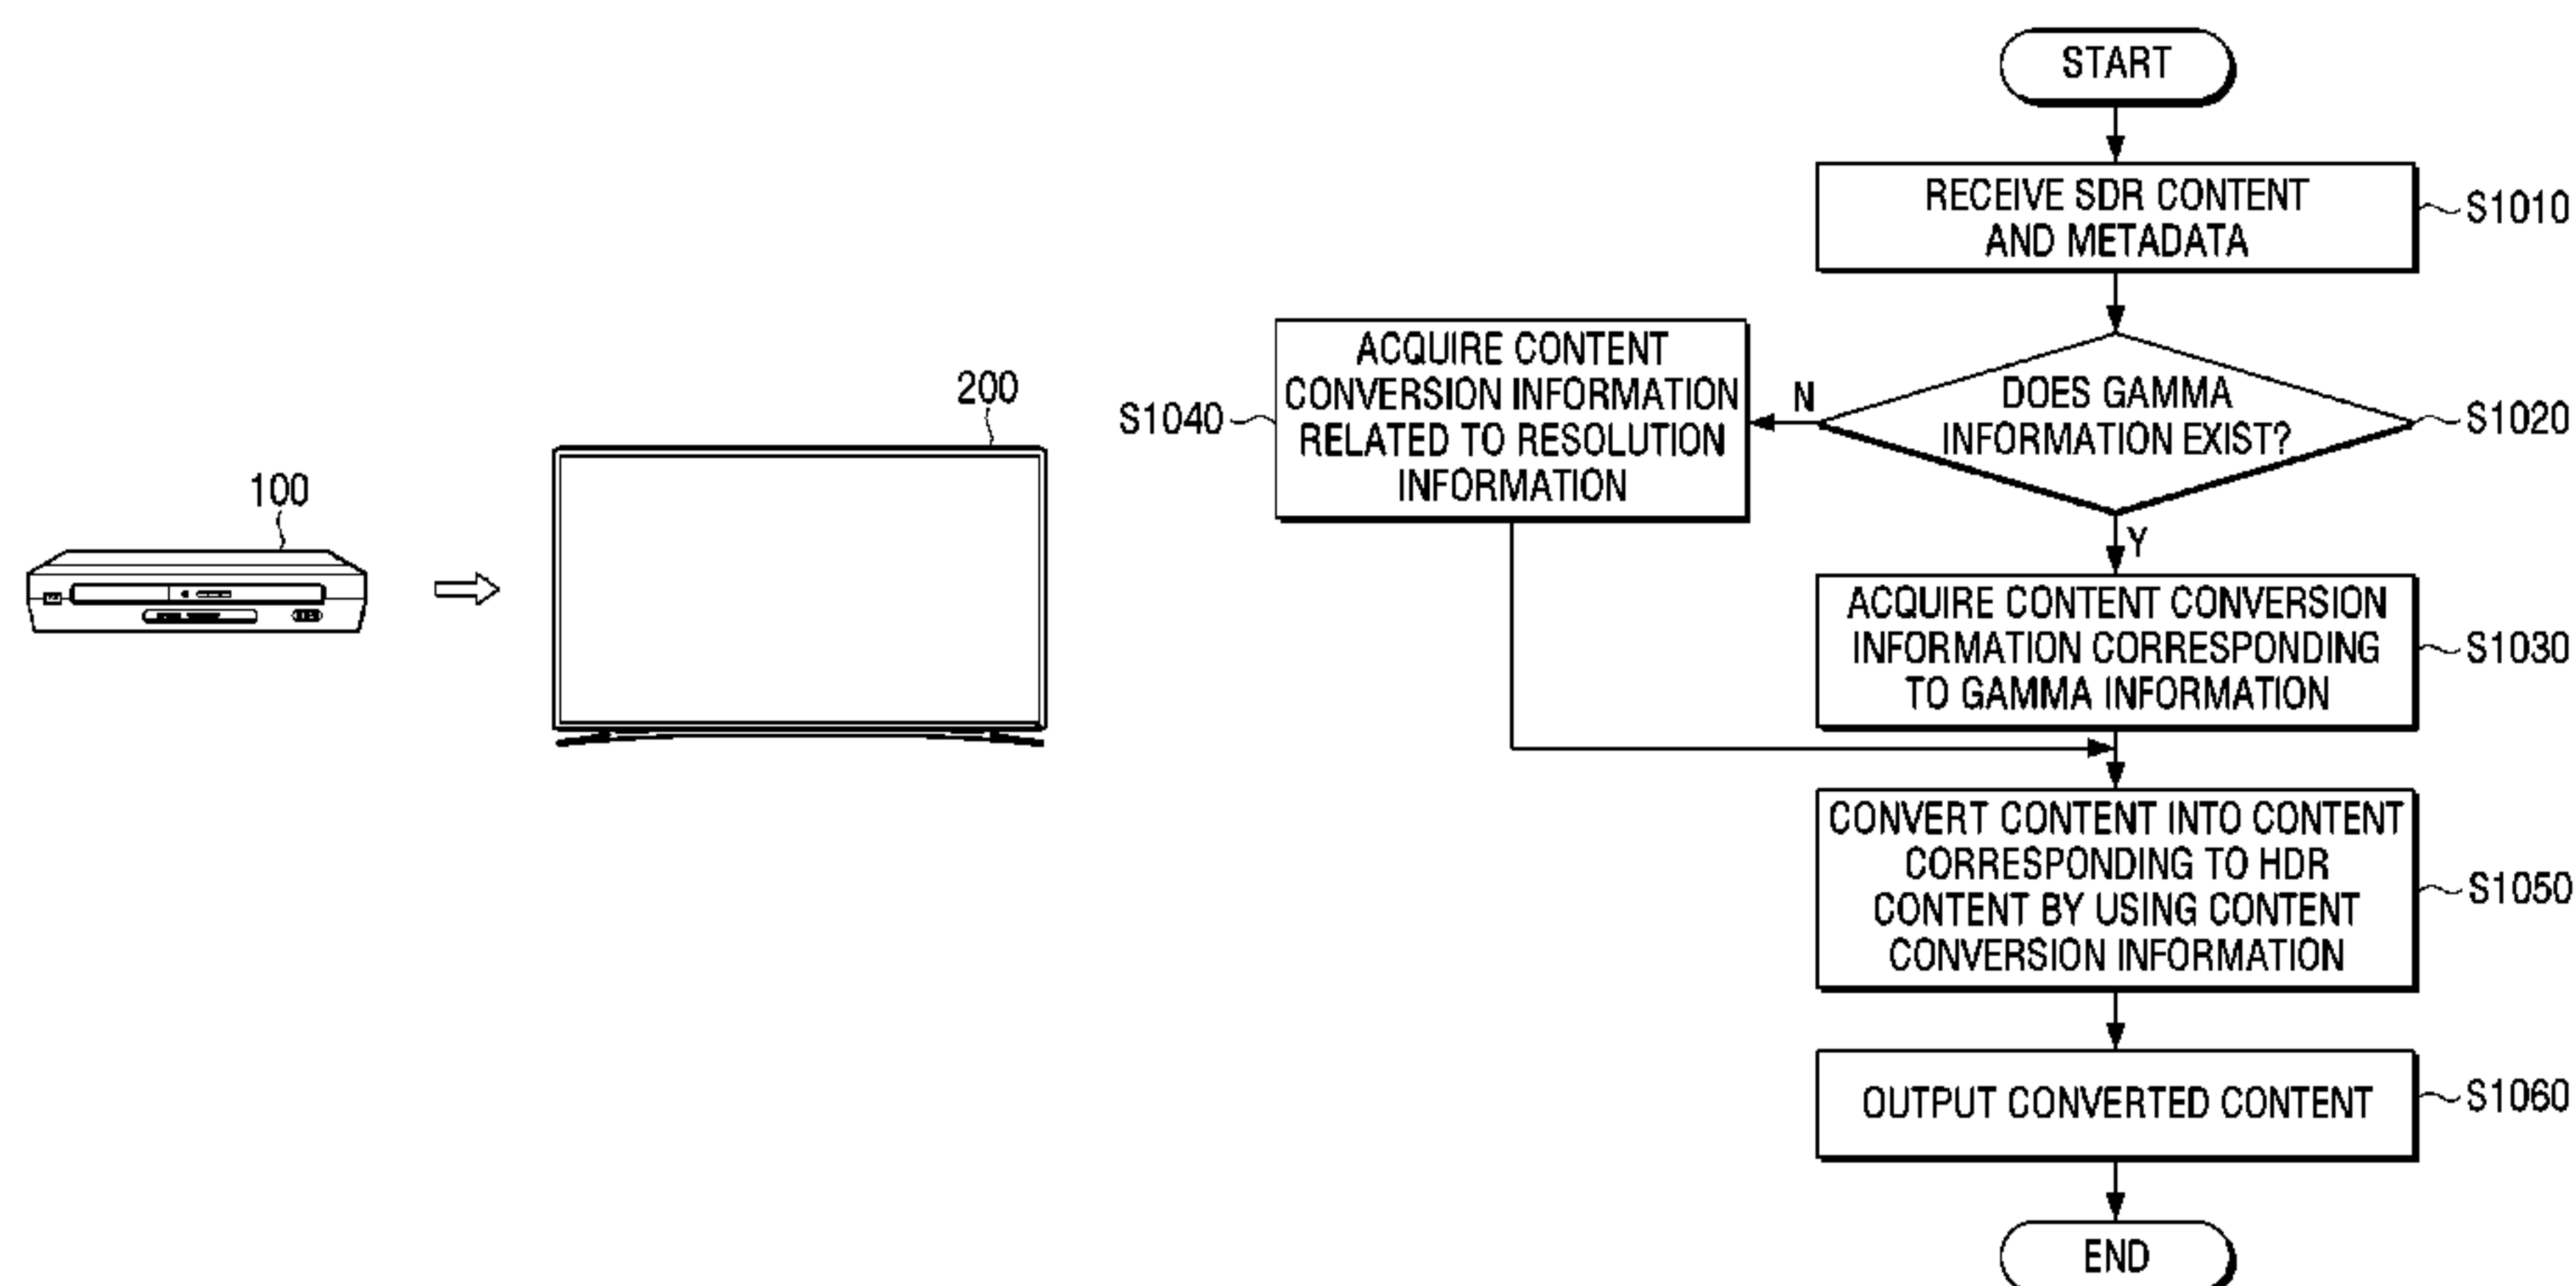 100
200
START
RECEIVE SDR CONTENT
AND METADATA
S1010
DOES GAMMA
INFORMATION EXIST?
S1020
N
Y
ACQUIRE CONTENT
CONVERSION INFORMATION
RELATED TO RESOLUTION
INFORMATION
S1040
ACQUIRE CONTENT CONVERSION
INFORMATION CORRESPONDING
TO GAMMA INFORMATION
S1030
CONVERT CONTENT INTO CONTENT
CORRESPONDING TO HDR
CONTENT BY USING CONTENT
CONVERSION INFORMATION
S1050
OUTPUT CONVERTED CONTENT
S1060
END